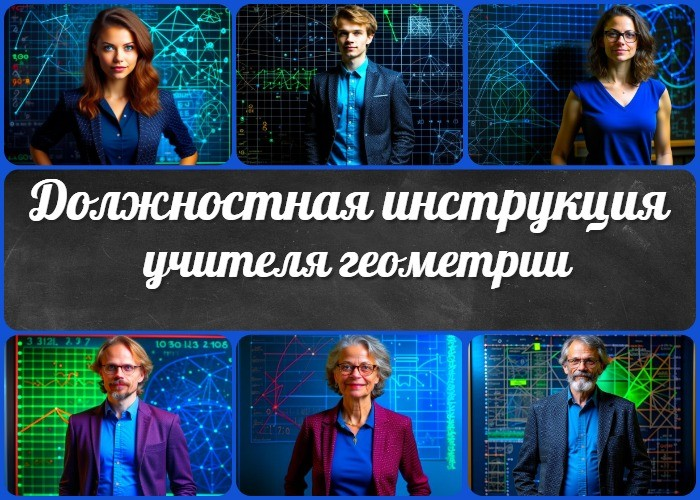 Должностная инструкция
учителя геометрии